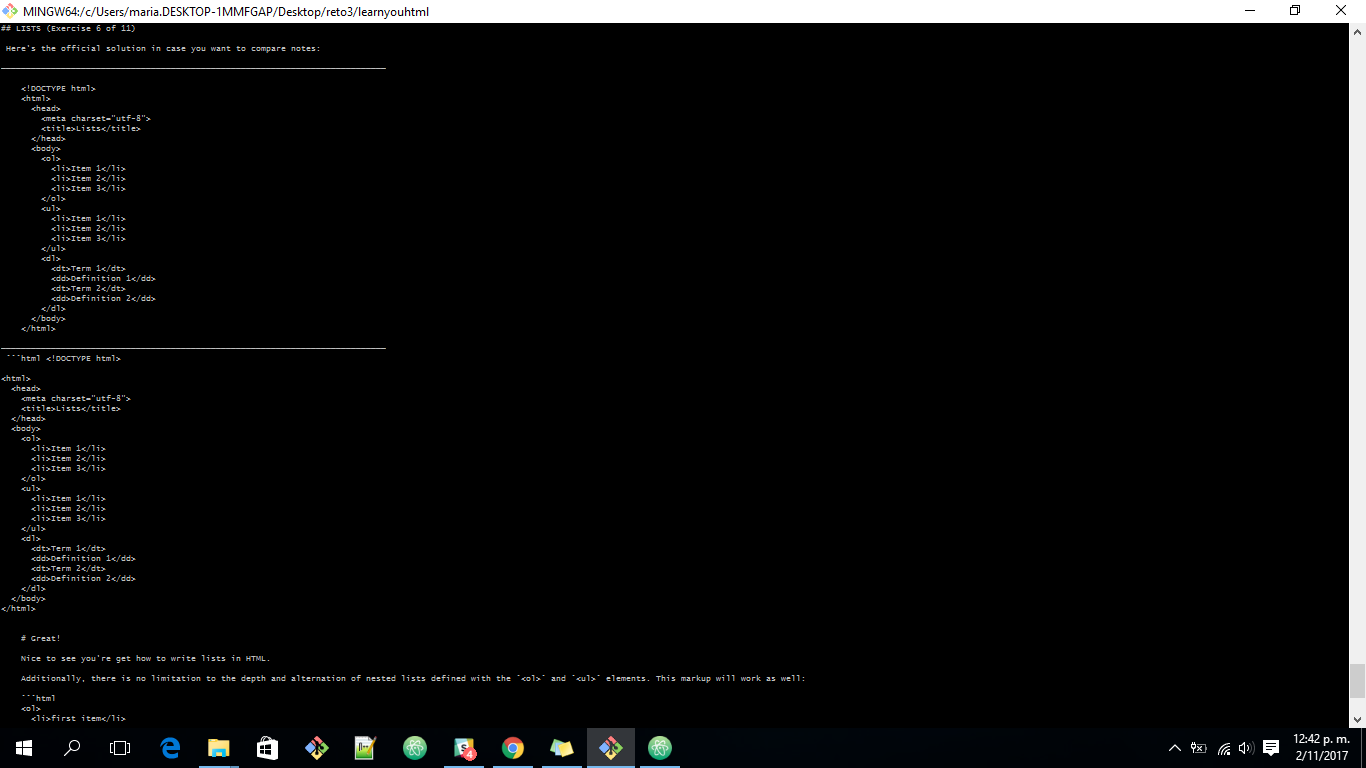 MINGW64:/c/Users/maria.DESKTOP-1MMFGAP/Desktop/reto3/learnyouhtml
## LISTS (Exercise 6 of 11)
Here's the official solution in case you want to compare notes:
<!DOCTYPE html>
<html>
<head>
<meta charset="utf-8">
<title>Lists</title>
</head>
<body>
<ol>
<li>Item 1</li>
<li>Item 2</li>
<li>Item 3</li>
</ol>
<ul>
<li>Item 1</li>
<li>Item 2</li>
<li>Item 3</li>
</ul>
<dl>
<dt>Term 1</dt>
<dd>Definition 1</dd>
<dt>Term 2</dt>
<dd>Definition 2</dd>
</dl>
</body>
</html>
```html <!DOCTYPE html>
<html>
<head>
<meta charset="utf-8">
<title>Lists</title>
</head>
<body>
<ol>
<li>Item 1</li>
<li>Item 2</li>
<li>Item 3</li>
</ol>
<ul>
<li>Item 1</li>
<li>Item 2</li>
<li>Item 3</li>
</ul>
<dl>
<dt>Term 1</dt>
<dd>Definition 1</dd>
<dt>Term 2</dt>
<dd>Definition 2</dd>
</dl>
</body>
</html>
# Great!
Nice to see you're get how to write lists in HTML.
Additionally, there is no limitation to the depth and alternation of nested lists defined with the `<ol>` and `<ul>` elements. This markup will work as well:
```html
<ol>
<li>first item</li>
4
12:42 p. m.
2/11/2017